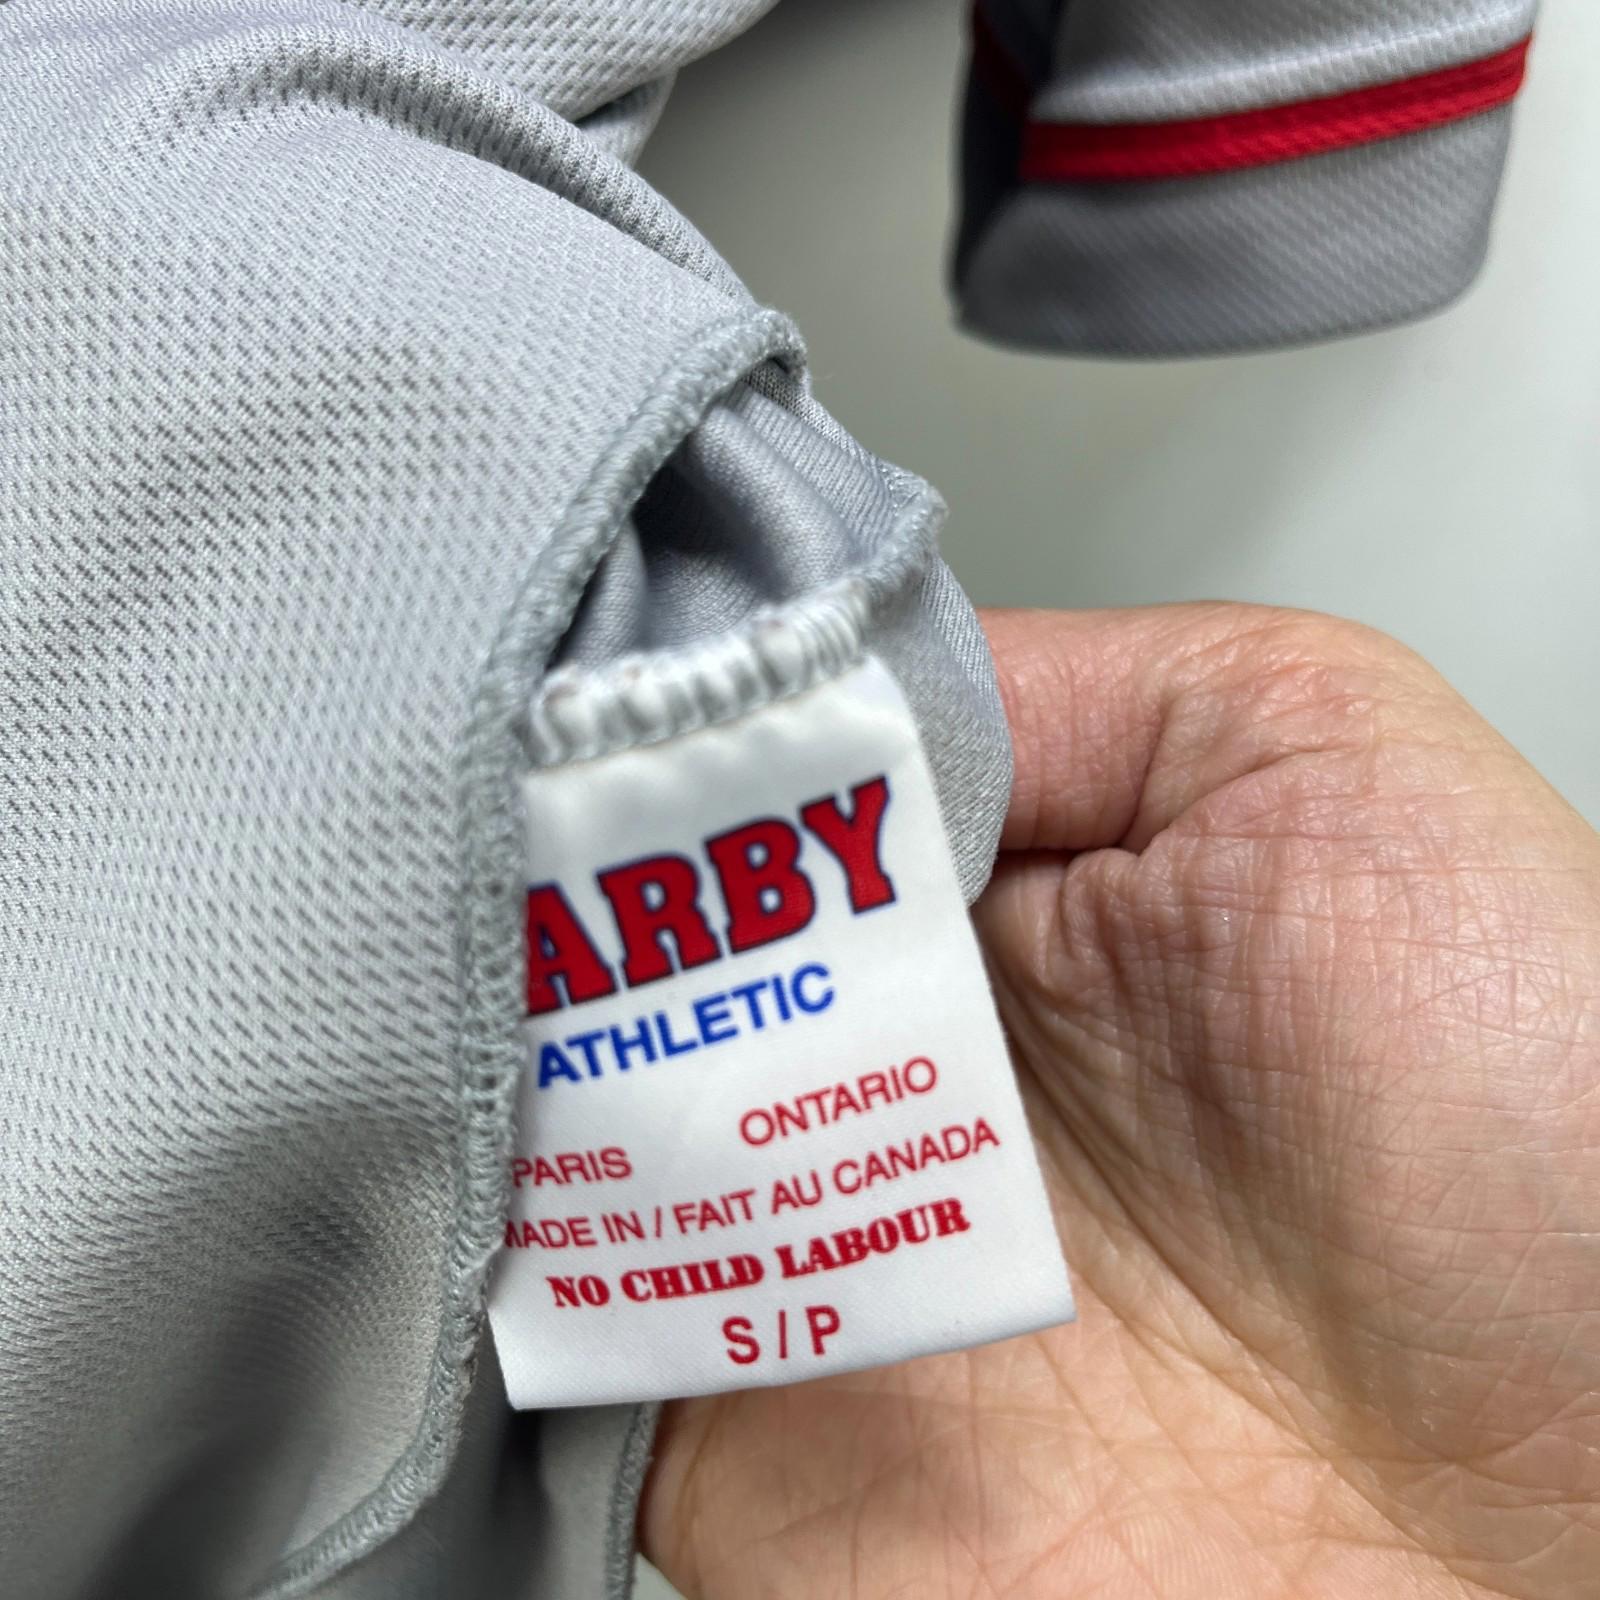 ARBY
ATHLETIC
PARIS ONTARIO
MADE IN / FAIT AU CANADA
NO CHILD LABOUR
S / P